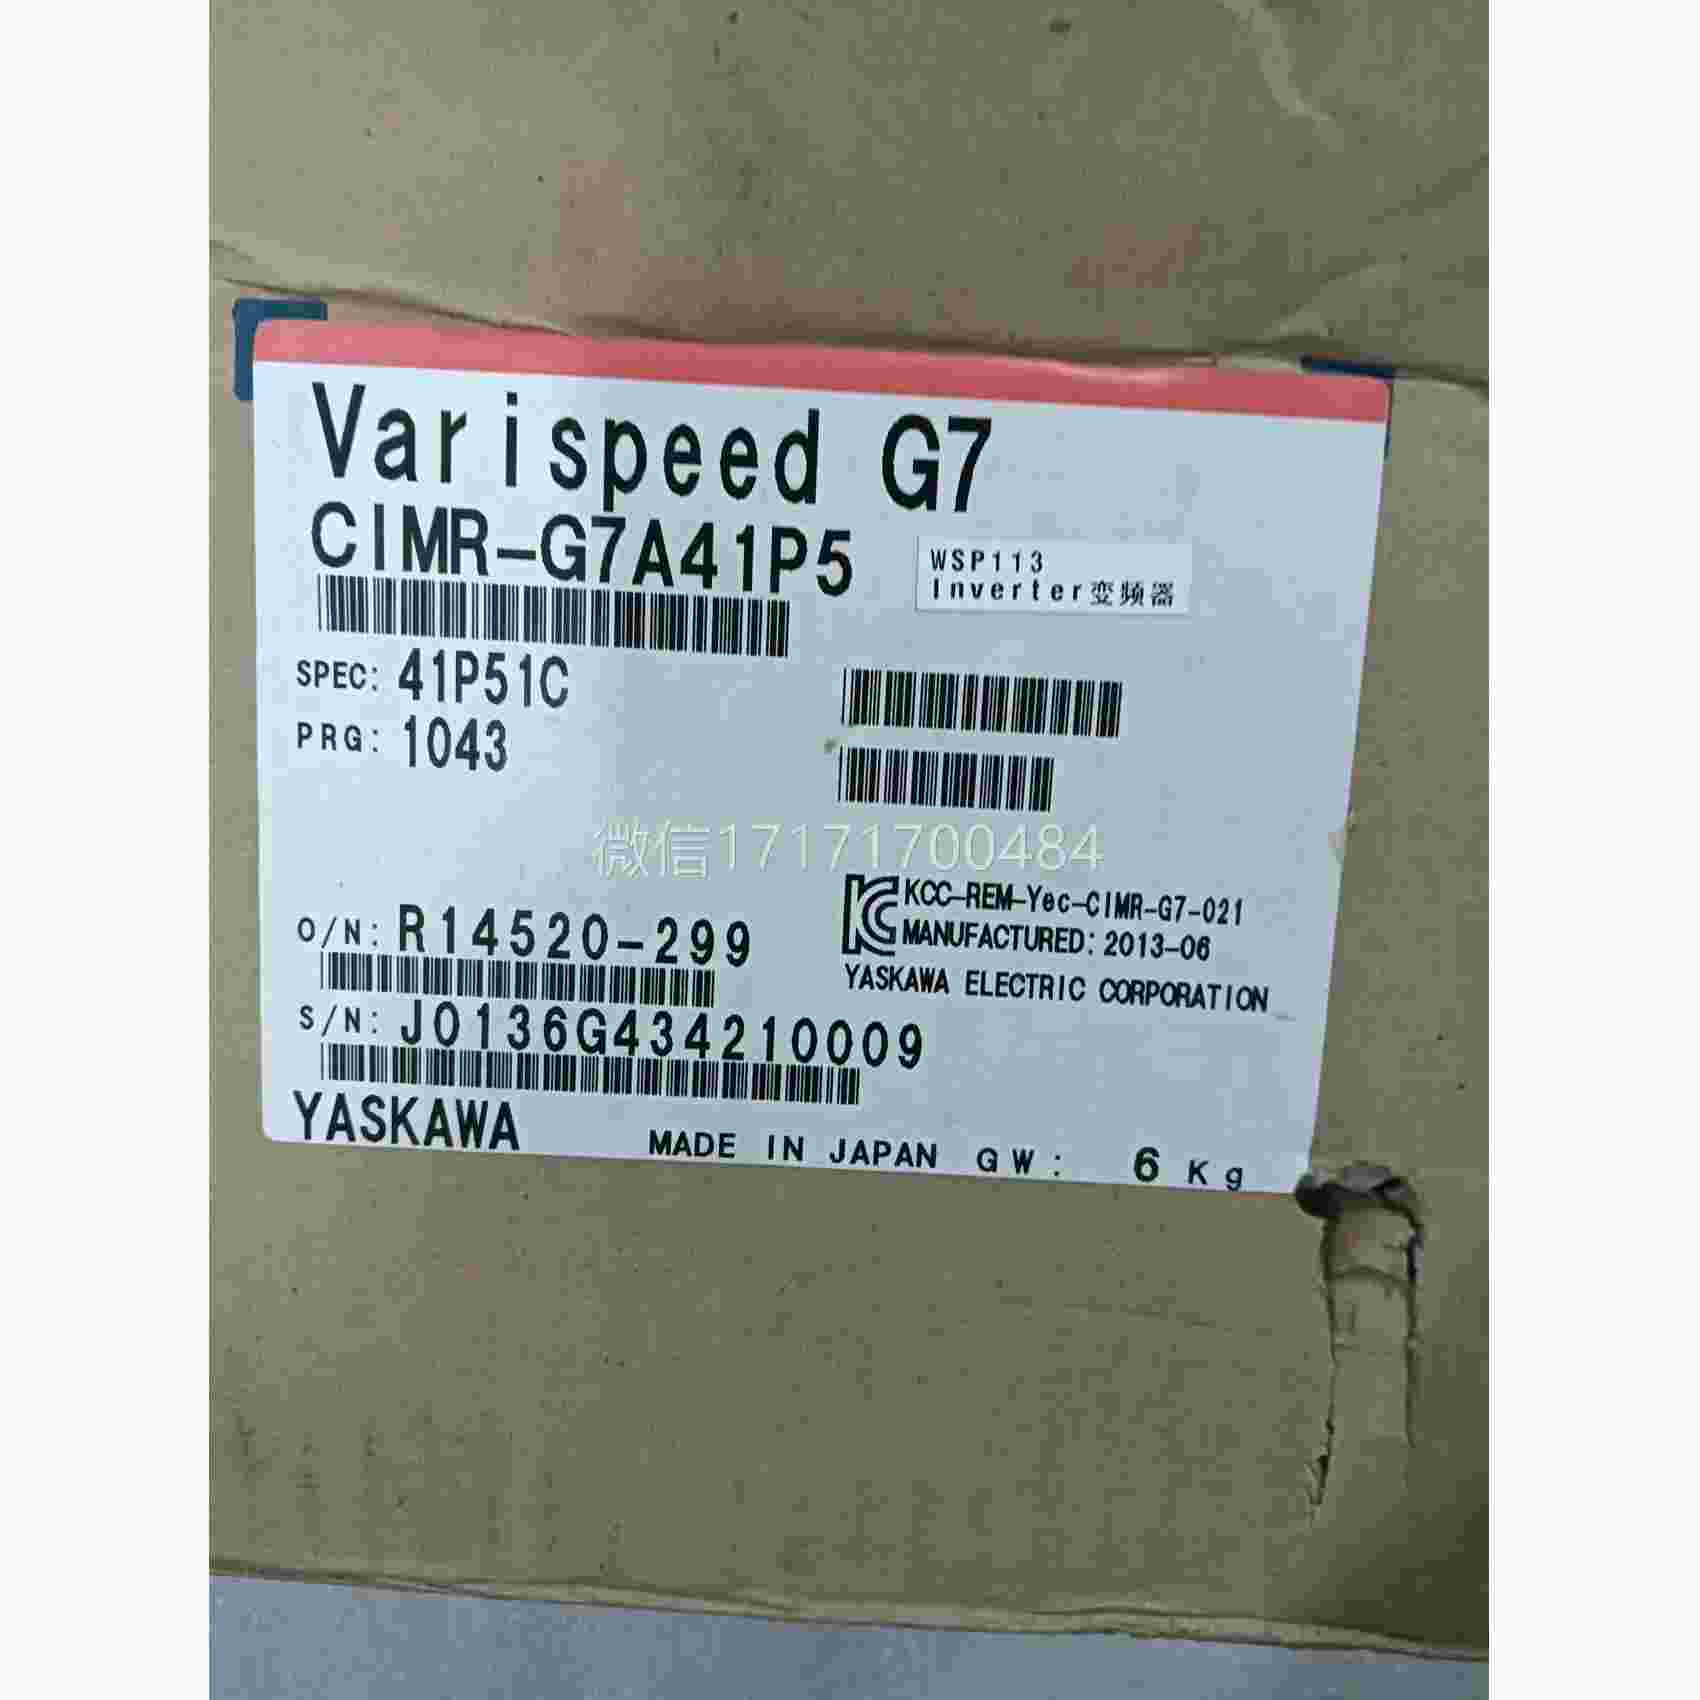 Varispeed G7
CIMR-G7A41P5
WSP113
Inverter变频器
SPEC: 41P51C
PRG: 1043
微信17171700484
KCC-REM-Yec-CIMR-G7-021
MANUFACTURED: 2013-06
YASKAWA ELECTRIC CORPORATION
O/N: R14520-299
S/N: J0136G434210009
YASKAWA
MADE IN JAPAN GW: 6 Kg